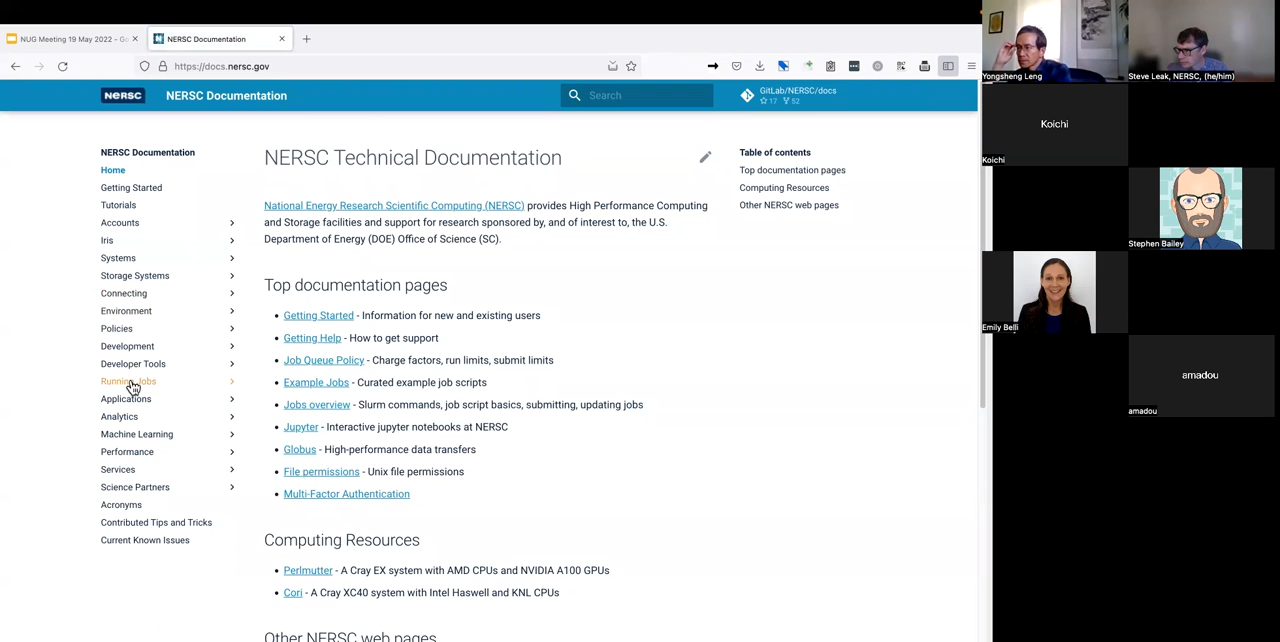 NUG Meeting 19 May 2022 - Go
NERSC Documentation
https://docs.nersc.gov
NERSC
NERSC Documentation
Search
GitLab/NERSC/docs
17 52
NERSC Documentation
Home
Getting Started
Tutorials
Accounts
Iris
Systems
Storage Systems
Connecting
Environment
Policies
Development
Developer Tools
Running Jobs
Applications
Analytics
Machine Learning
Performance
Services
Science Partners
Acronyms
Contributed Tips and Tricks
Current Known Issues
NERSC Technical Documentation
National Energy Research Scientific Computing (NERSC) provides High Performance Computing
and Storage facilities and support for research sponsored by, and of interest to, the U.S.
Department of Energy (DOE) Office of Science (SC).
Top documentation pages
Getting Started - Information for new and existing users
Getting Help - How to get support
Job Queue Policy - Charge factors, run limits, submit limits
Example Jobs - Curated example job scripts
Jobs overview - Slurm commands, job script basics, submitting, updating jobs
Jupyter - Interactive jupyter notebooks at NERSC
Globus - High-performance data transfers
File permissions - Unix file permissions
Multi-Factor Authentication
Computing Resources
Perlmutter - A Cray EX system with AMD CPUs and NVIDIA A100 GPUs
Cori - A Cray XC40 system with Intel Haswell and KNL CPUs
Other NERSC web pages
Table of contents
Top documentation pages
Computing Resources
Other NERSC web pages
Yongsheng Leng
Steve Leak, NERSC, (he/him)
Koichi
Koichi
Stephen Bailey
Emily Belli
amadou
amadou